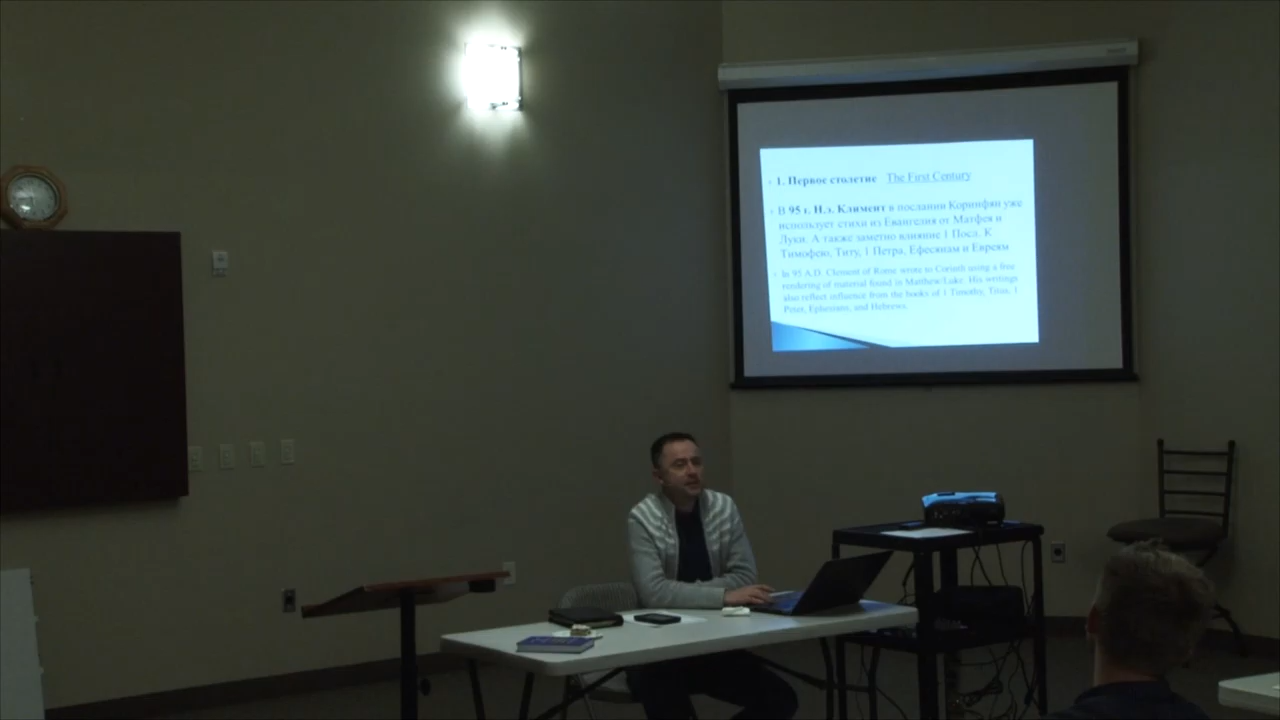 1. Первое столетие The First Century
В 95 г. Н.э. Климент в послании Коринфян уже
использует стихи из Евангелия от Матфея и
Луки. А также заметно влияние 1 Посл. К
Тимофею, Титу, 1 Петра, Ефесянам и Евреям
In 95 A.D. Clement of Rome wrote to Corinth using a free
rendering of material found in Matthew/Luke. His writings
also reflect influence from the books of 1 Timothy, Titus, 1
Peter, Ephesians, and Hebrews.